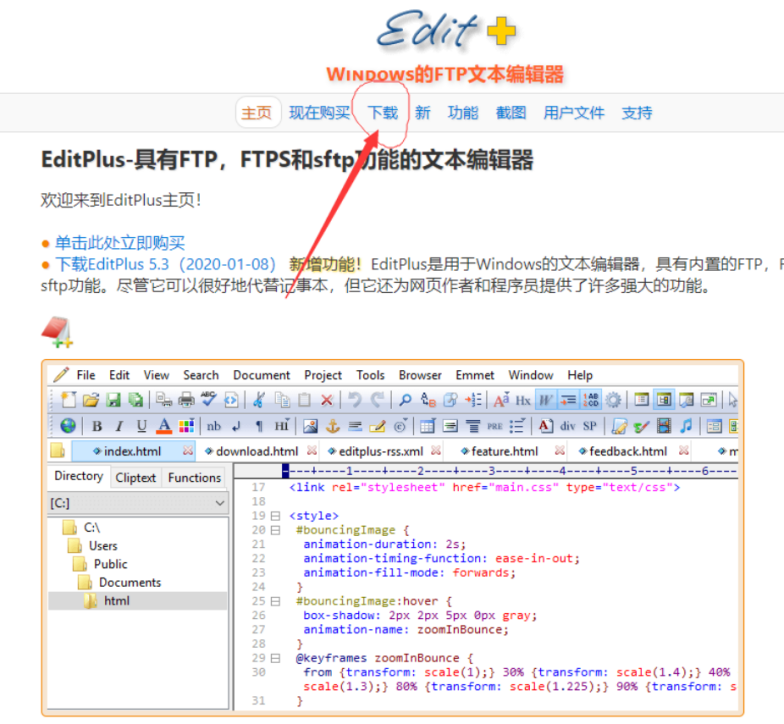 Edit+
WINDOWS的FTP文本编辑器
主页 现在购买 下载 新 功能 截图 用户文件 支持
EditPlus-具有FTP，FTPS和sftp功能的文本编辑器
欢迎来到EditPlus主页！
● 单击此处立即购买
● 下载EditPlus 5.3（2020-01-08） 新增功能！EditPlus是用于Windows的文本编辑器，具有内置的FTP，F
sftp功能。尽管它可以很好地代替记事本，但它还为网页作者和程序员提供了许多强大的功能。
File Edit View Search Document Project Tools Browser Emmet Window Help
Hx W
B I U A nb ¶ Hi PRE A div SP
index.html download.html editplus-rss.xml feature.html feedback.html m
Directory Cliptext Functions
----+----1----+----2----+----3----+----4----+----5----+----6----
[C:]
C:\
Users
Public
Documents
html
17 <link rel="stylesheet" href="main.css" type="text/css">
18
19 <style>
20 #bouncingImage {
21 animation-duration: 2s;
22 animation-timing-function: ease-in-out;
23 animation-fill-mode: forwards;
24 }
25 #bouncingImage:hover {
26 box-shadow: 2px 2px 5px 0px gray;
27 animation-name: zoomInBounce;
28 }
29 @keyframes zoomInBounce {
30 from {transform: scale(1);} 30% {transform: scale(1.4);} 40%
scale(1.3);} 80% {transform: scale(1.225);} 90% {transform: s
31 }